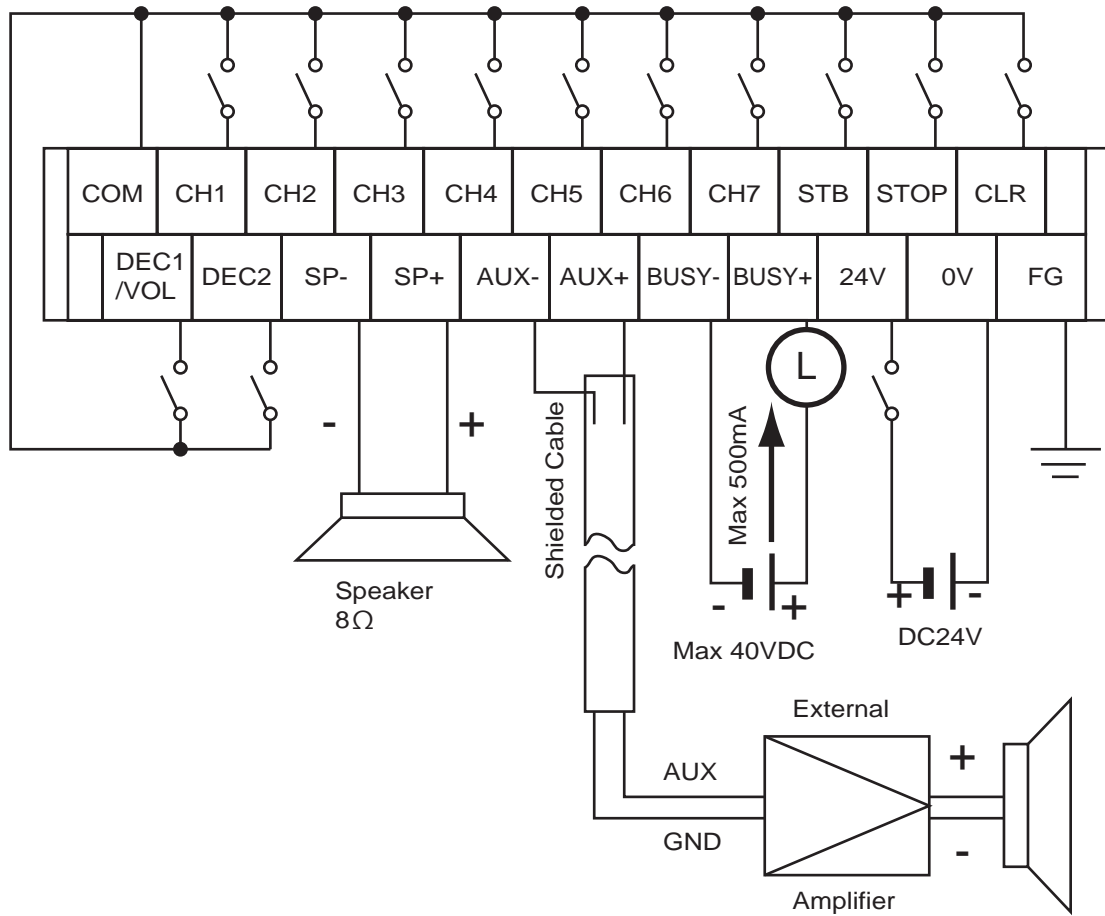 COM CH1 CH2 CH3 CH4 CH5 CH6 CH7 STB STOP CLR
DEC1
/VOL
DEC2 SP- SP+ AUX- AUX+ BUSY- BUSY+ 24V 0V FG
L
- +
Shielded Cable
Max 500mA
Speaker
8Ω
- +
Max 40VDC
+ -
DC24V
External
AUX
GND
+
-
Amplifier